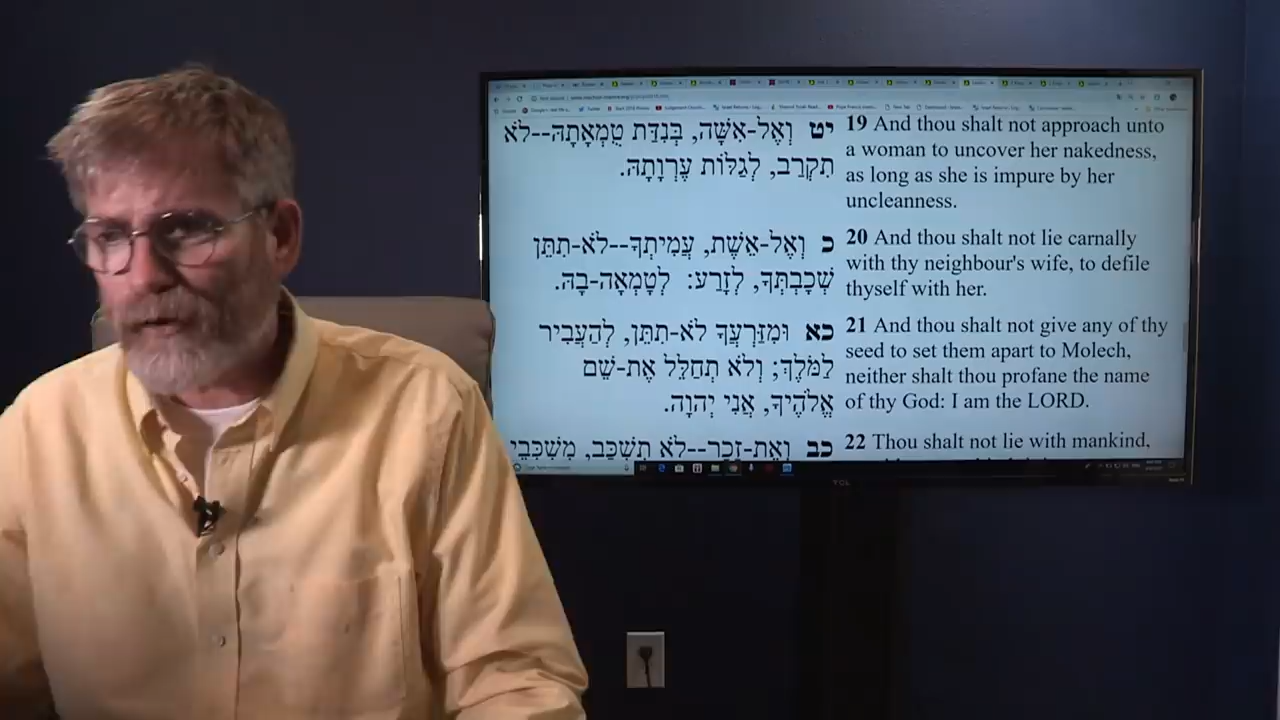 יט וְאֶל-אִשָּׁה, בְּנִדַּת טֻמְאָתָהּ--לֹא
תִקְרַב, לְגַלּוֹת עֶרְוָתָהּ.
19 And thou shalt not approach unto
a woman to uncover her nakedness,
as long as she is impure by her
uncleanness.
כ וְאֶל-אֵשֶׁת, עֲמִיתְךָ--לֹא-תִתֵּן
שְׁכָבְתְּךָ, לְזָרַע: לְטָמְאָה-בָהּ.
20 And thou shalt not lie carnally
with thy neighbour's wife, to defile
thyself with her.
כא וּמִזַּרְעֲךָ לֹא-תִתֵּן, לְהַעֲבִיר
לַמֹּלֶךְ; וְלֹא תְחַלֵּל אֶת-שֵׁם
אֱלֹהֶיךָ, אֲנִי יְהוָה.
21 And thou shalt not give any of thy
seed to set them apart to Molech,
neither shalt thou profane the name
of thy God: I am the LORD.
כב וְאֶת-זָכָר--לֹא תִשְׁכַּב, מִשְׁכְּבֵי
22 Thou shalt not lie with mankind,
TCL